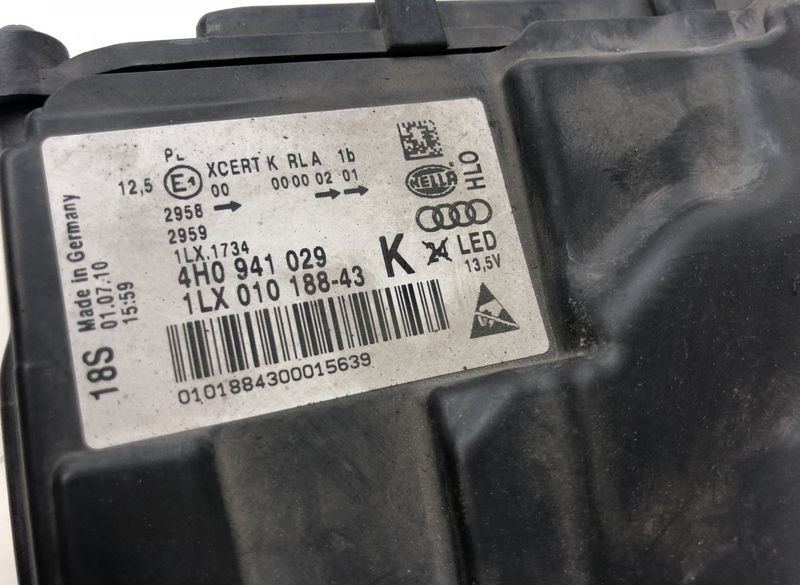 PL
XCERT K RLA 1b
12,5 E1 00 00 00 02 01
2958
2959
1LX.1734
4H0 941 029 K
1LX 010 188-43
0101884300015639
HELLA
HLO
LED
13,5V
Made in Germany
01.07.10
15:59
18S